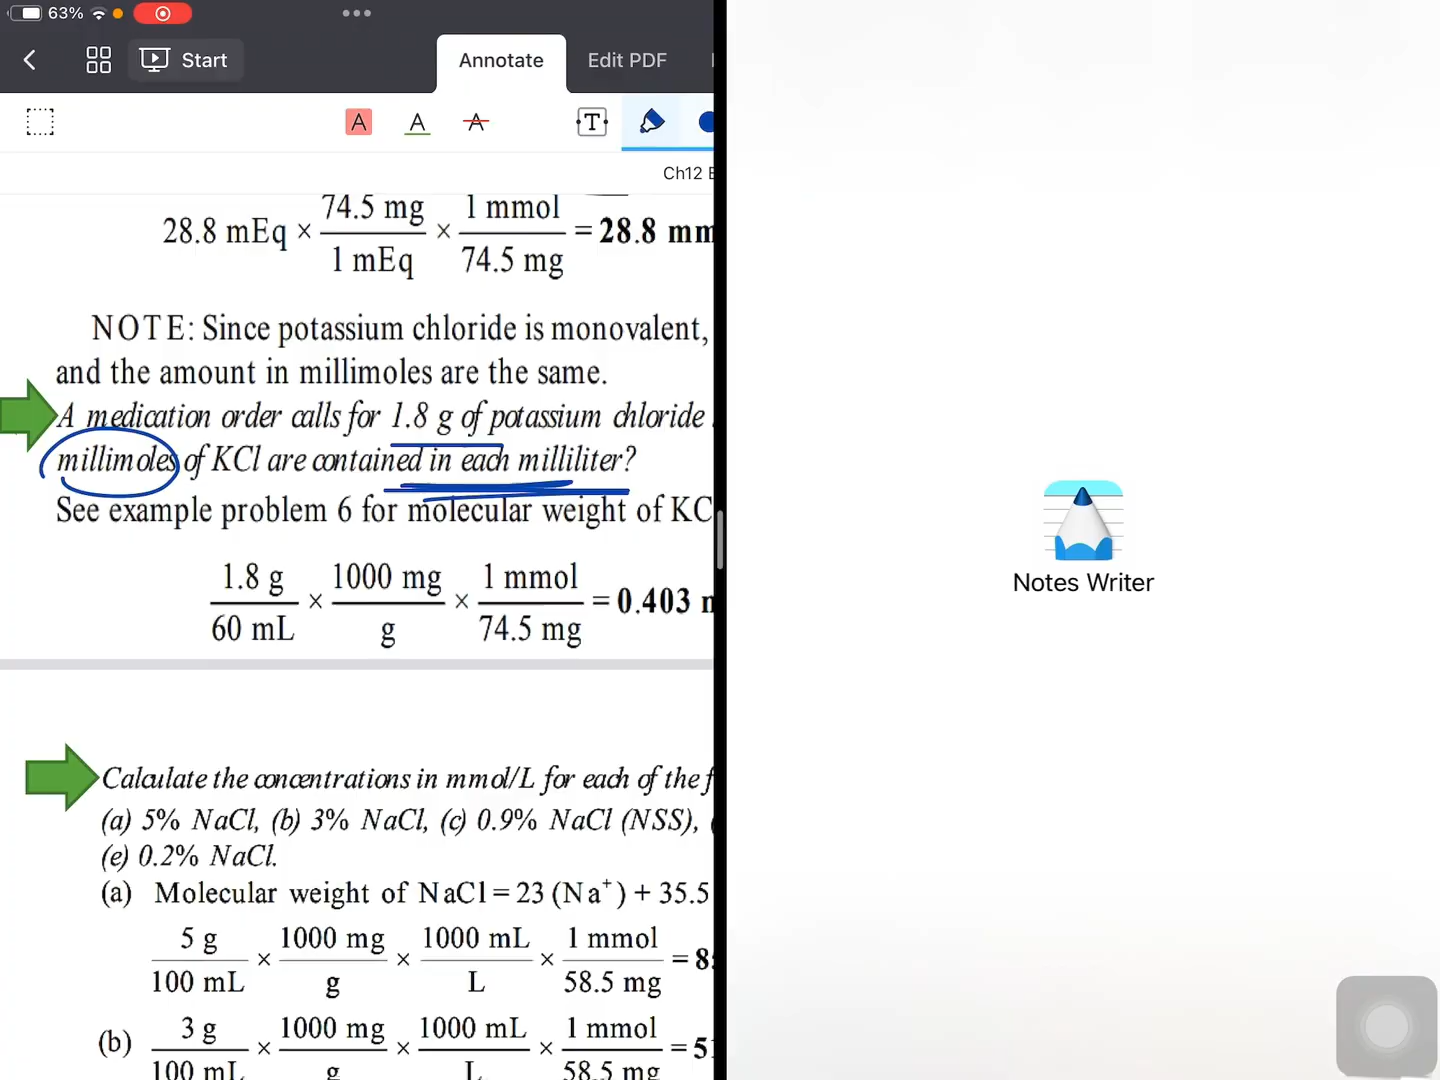 63%
Start
Annotate
Edit PDF
A
A
A
T
Ch12
28.8 mEq × 74.5 mg / 1 mEq × 1 mmol / 74.5 mg = 28.8 mm
NOTE: Since potassium chloride is monovalent,
and the amount in millimoles are the same.
A medication order calls for 1.8 g of potassium chloride
millimoles of KCl are contained in each milliliter?
See example problem 6 for molecular weight of KC
1.8 g / 60 mL × 1000 mg / g × 1 mmol / 74.5 mg = 0.403
Calculate the concentrations in mmol/L for each of the f
(a) 5% NaCl, (b) 3% NaCl, (c) 0.9% NaCl (NSS),
(e) 0.2% NaCl.
(a) Molecular weight of NaCl = 23 (Na⁺) + 35.5
5 g / 100 mL × 1000 mg / g × 1000 mL / L × 1 mmol / 58.5 mg = 8
(b) 3 g / 100 mL × 1000 mg / g × 1000 mL / L × 1 mmol / 58.5 mg = 5
Notes Writer